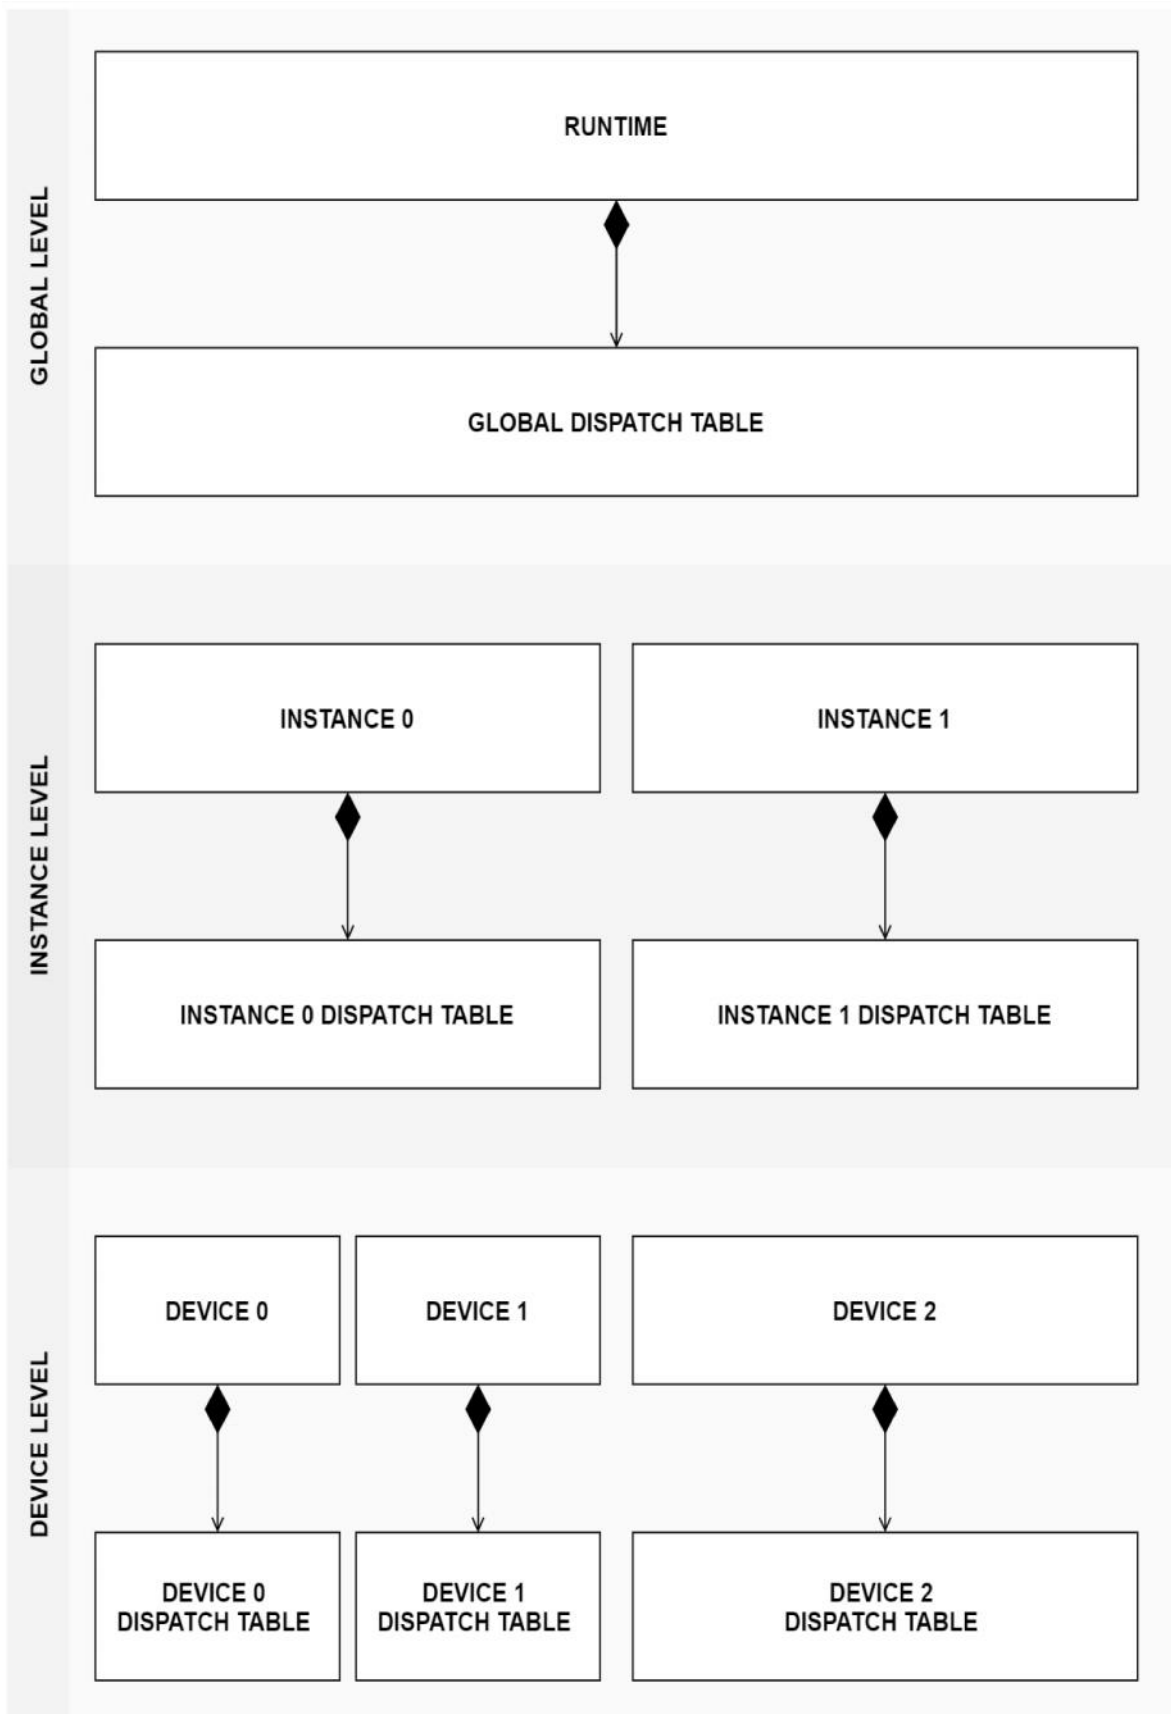 GLOBAL LEVEL
RUNTIME
GLOBAL DISPATCH TABLE
INSTANCE LEVEL
INSTANCE 0
INSTANCE 1
INSTANCE 0 DISPATCH TABLE
INSTANCE 1 DISPATCH TABLE
DEVICE LEVEL
DEVICE 0
DEVICE 1
DEVICE 2
DEVICE 0
DISPATCH TABLE
DEVICE 1
DISPATCH TABLE
DEVICE 2
DISPATCH TABLE